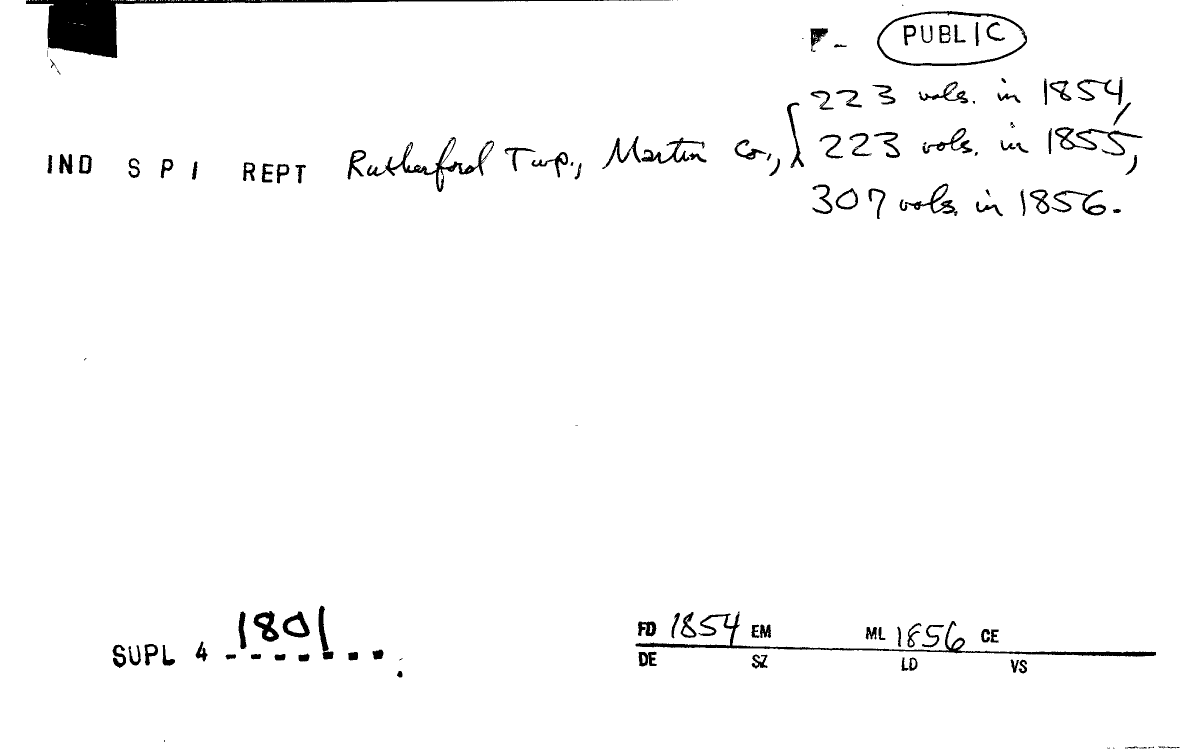 PUBLIC
223 vols. in 1854,
IND S P I REPT Rutherford Twp., Martin Co., 223 vols. in 1855,
307 vols. in 1856.
1801
SUPL 4
FD 1854 EM ML 1856 CE
DE SZ LD VS